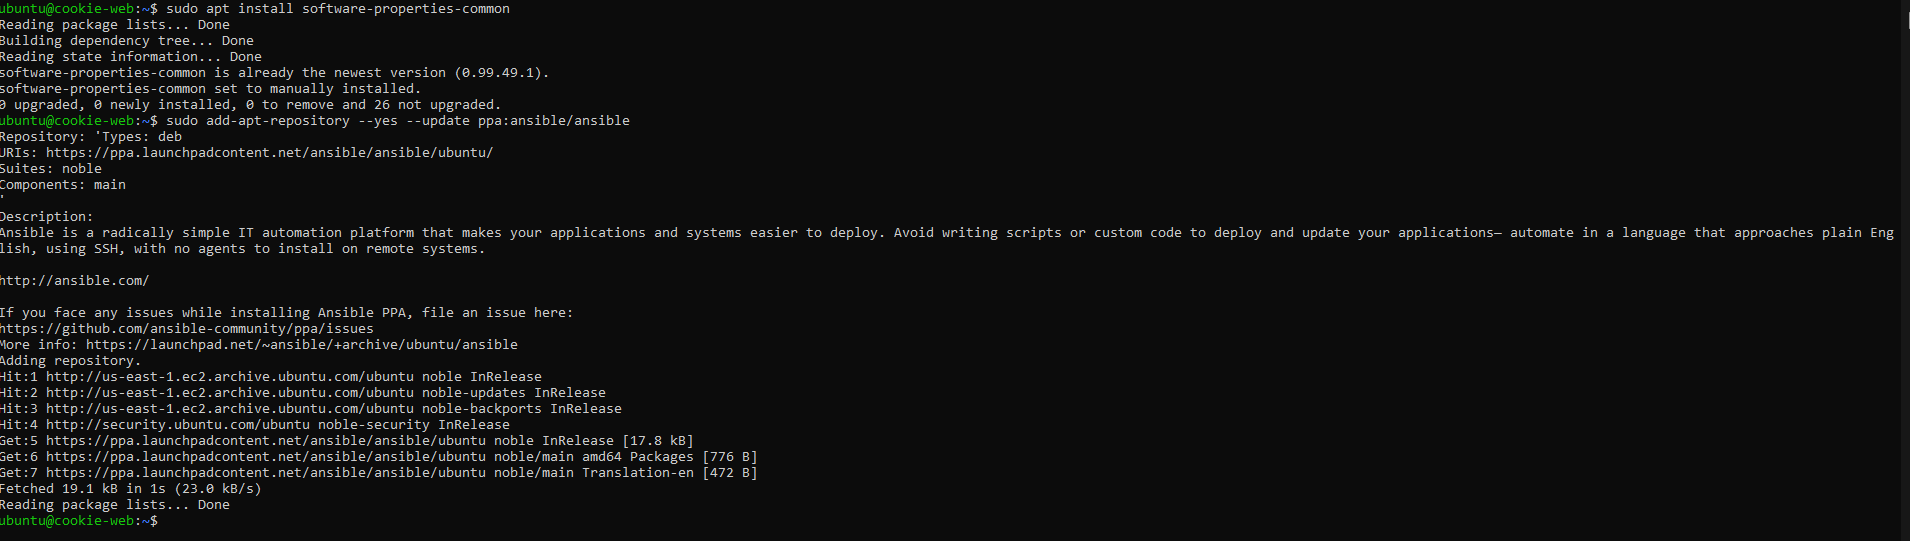 ubuntu@cookie-web:~$ sudo apt install software-properties-common
Reading package lists... Done
Building dependency tree... Done
Reading state information... Done
software-properties-common is already the newest version (0.99.49.1).
software-properties-common set to manually installed.
0 upgraded, 0 newly installed, 0 to remove and 26 not upgraded.
ubuntu@cookie-web:~$ sudo add-apt-repository --yes --update ppa:ansible/ansible
Repository: 'Types: deb
URIs: https://ppa.launchpadcontent.net/ansible/ansible/ubuntu/
Suites: noble
Components: main
'
Description:
Ansible is a radically simple IT automation platform that makes your applications and systems easier to deploy. Avoid writing scripts or custom code to deploy and update your applications— automate in a language that approaches plain Eng
lish, using SSH, with no agents to install on remote systems.
http://ansible.com/
If you face any issues while installing Ansible PPA, file an issue here:
https://github.com/ansible-community/ppa/issues
More info: https://launchpad.net/~ansible/+archive/ubuntu/ansible
Adding repository.
Hit:1 http://us-east-1.ec2.archive.ubuntu.com/ubuntu noble InRelease
Hit:2 http://us-east-1.ec2.archive.ubuntu.com/ubuntu noble-updates InRelease
Hit:3 http://us-east-1.ec2.archive.ubuntu.com/ubuntu noble-backports InRelease
Hit:4 http://security.ubuntu.com/ubuntu noble-security InRelease
Get:5 https://ppa.launchpadcontent.net/ansible/ansible/ubuntu noble InRelease [17.8 kB]
Get:6 https://ppa.launchpadcontent.net/ansible/ansible/ubuntu noble/main amd64 Packages [776 B]
Get:7 https://ppa.launchpadcontent.net/ansible/ansible/ubuntu noble/main Translation-en [472 B]
Fetched 19.1 kB in 1s (23.0 kB/s)
Reading package lists... Done
ubuntu@cookie-web:~$